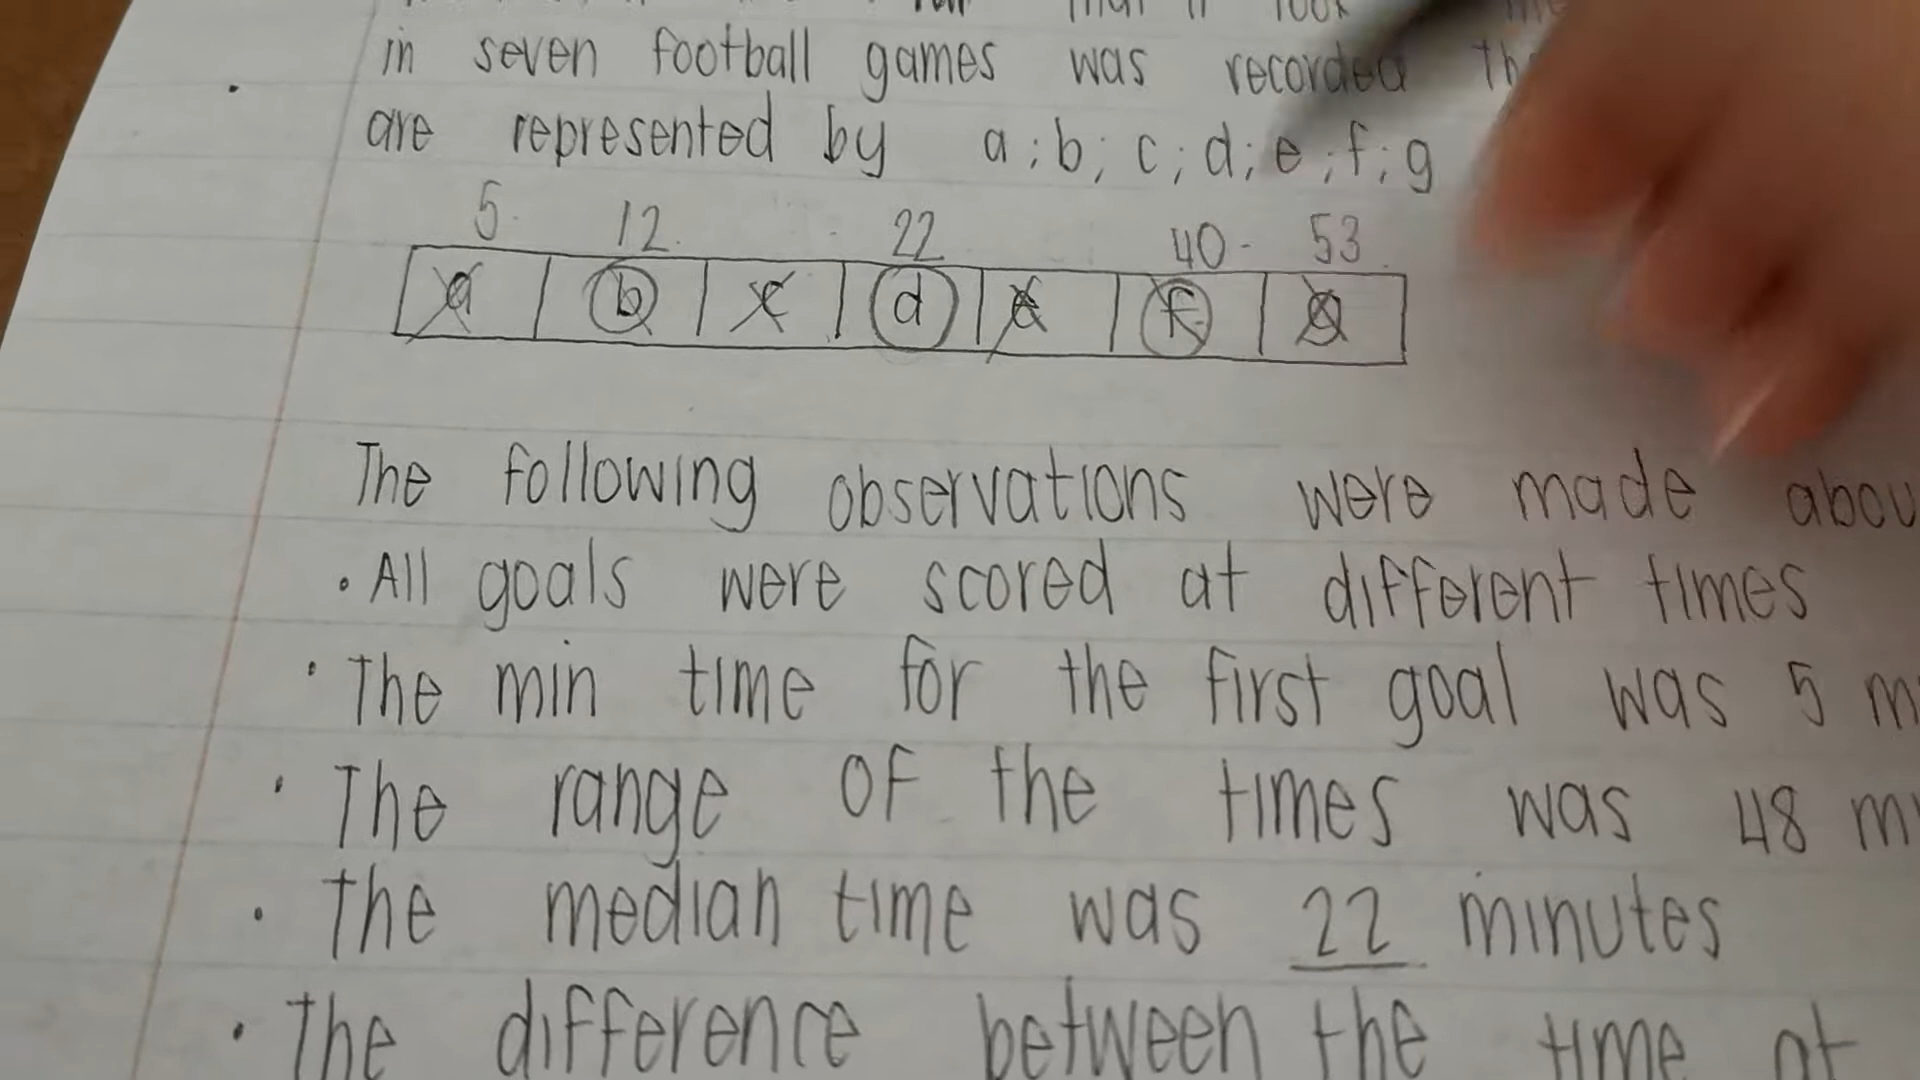 in seven football games was recorded
are represented by a; b; c; d; e; f; g
5 12 22 40 53
a b c d e f g
The following observations were made
• All goals were scored at different times
• The min time for the first goal was 5
• The range of the times was 48
• The median time was 22 minutes
• The difference between the time at